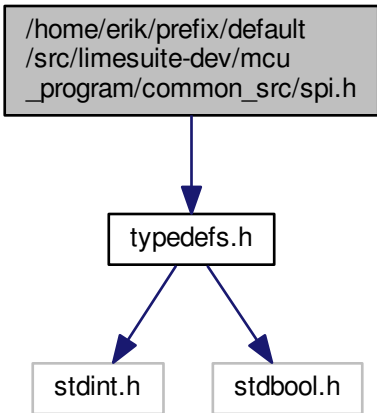 /home/erik/prefix/default
/src/limesuite-dev/mcu
_program/common_src/spi.h
typedefs.h
stdint.h
stdbool.h